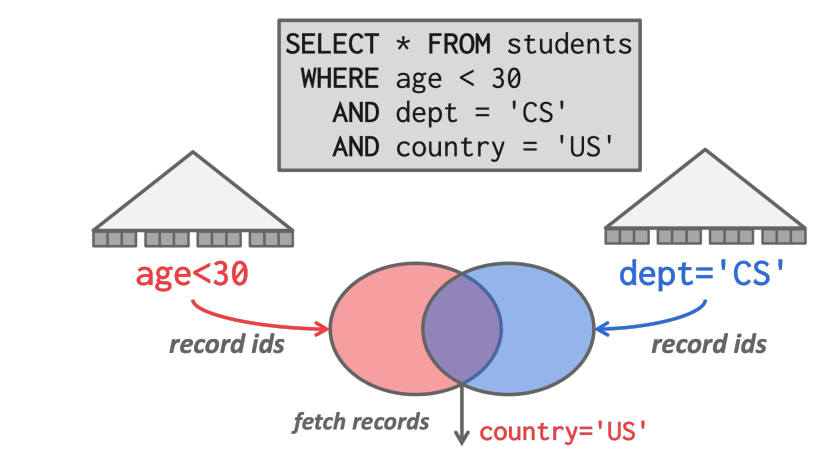 SELECT * FROM students
WHERE age < 30
AND dept = 'CS'
AND country = 'US'
age<30
dept='CS'
record ids
record ids
fetch records
country='US'